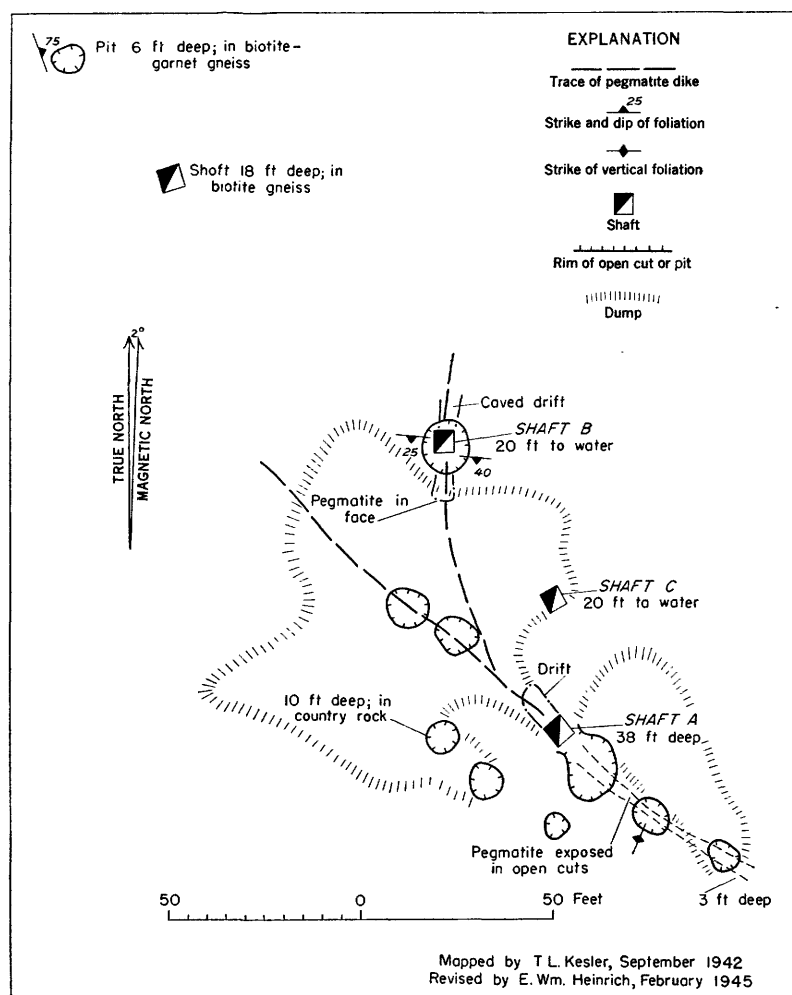 75
Pit 6 ft deep; in biotite-
garnet gneiss
Shaft 18 ft deep; in
biotite gneiss
EXPLANATION
Trace of pegmatite dike
25
Strike and dip of foliation
Strike of vertical foliation
Shaft
Rim of open cut or pit
Dump
2°
TRUE NORTH
MAGNETIC NORTH
Caved drift
SHAFT B
20 ft to water
25
40
Pegmatite in
face
SHAFT C
20 ft to water
Drift
10 ft deep; in
country rock
SHAFT A
38 ft deep
Pegmatite exposed
in open cuts
3 ft deep
50 0 50 Feet
Mapped by T L. Kesler, September 1942
Revised by E. Wm. Heinrich, February 1945